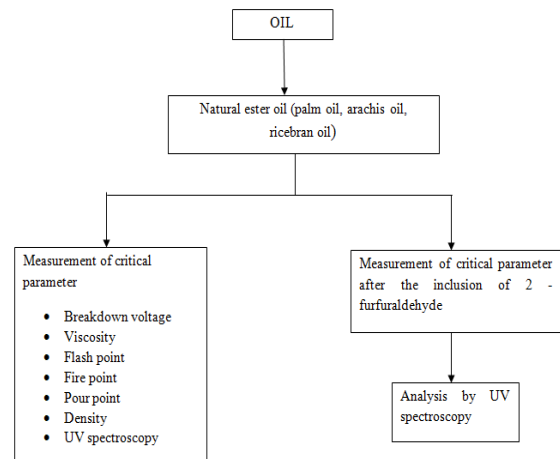 OIL
Natural ester oil (palm oil, arachis oil,
ricebran oil)
Measurement of critical
parameter
• Breakdown voltage
• Viscosity
• Flash point
• Fire point
• Pour point
• Density
• UV spectroscopy
Measurement of critical parameter
after the inclusion of 2 -
furfuraldehyde
Analysis by UV
spectroscopy